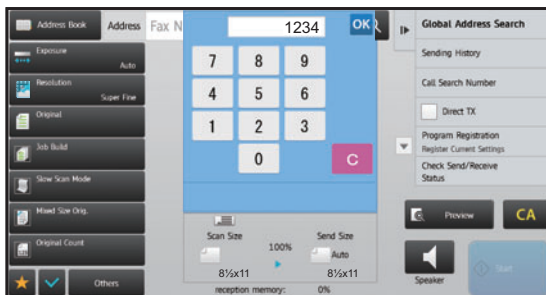 Address Book
Address
Fax N
1234
OK
Global Address Search
Exposure
Auto
Resolution
Super Fine
Original
Job Build
Slow Scan Mode
Mixed Size Orig.
Original Count
Others
7
8
9
4
5
6
1
2
3
0
C
Scan Size
100%
Send Size
Auto
8½x11
8½x11
reception memory:
0%
Sending History
Call Search Number
Direct TX
Program Registration
Register Current Settings
Check Send/Receive
Status
Preview
CA
Speaker
Start